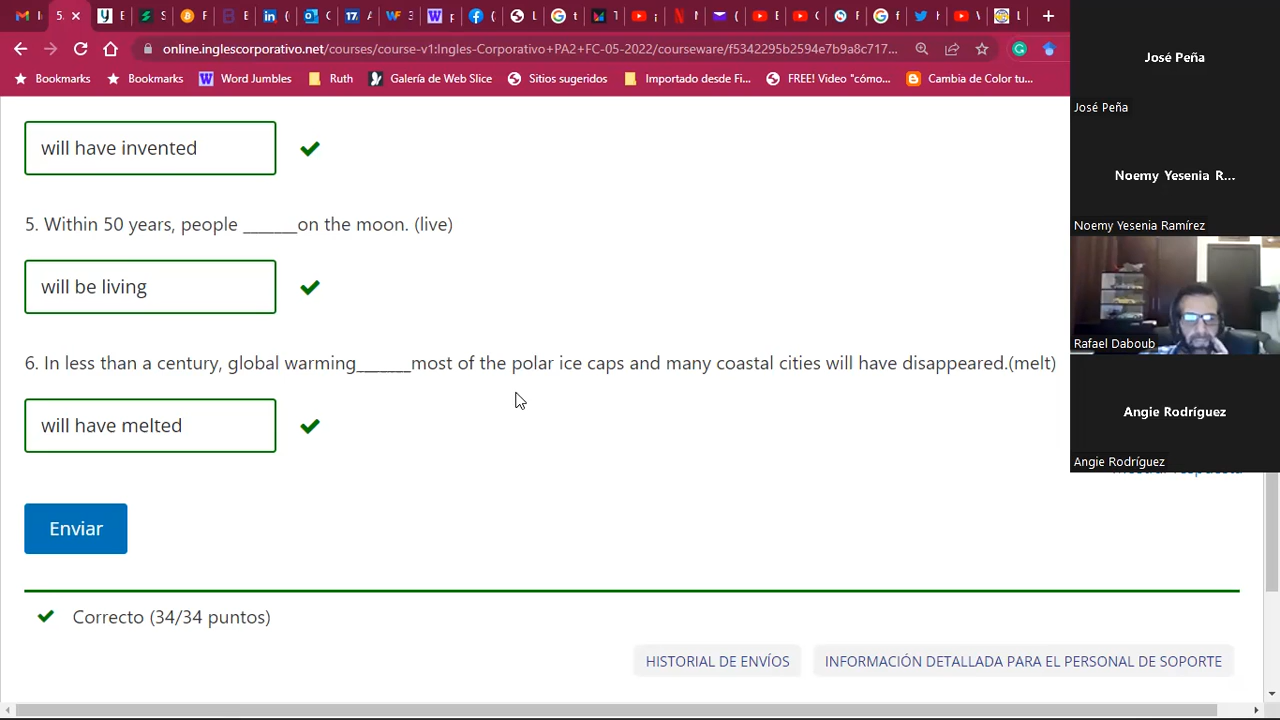 5.
online.inglescorporativo.net/courses/course-v1:Ingles-Corporativo+PA2+FC-05-2022/courseware/f5342295b2594e7b9a8c717...
Bookmarks
Bookmarks
Word Jumbles
Ruth
Galería de Web Slice
Sitios sugeridos
Importado desde Fi...
FREE! Video "cómo...
Cambia de Color tu...
will have invented
5. Within 50 years, people _______on the moon. (live)
will be living
6. In less than a century, global warming_______most of the polar ice caps and many coastal cities will have disappeared.(melt)
will have melted
Enviar
Correcto (34/34 puntos)
HISTORIAL DE ENVÍOS
INFORMACIÓN DETALLADA PARA EL PERSONAL DE SOPORTE
José Peña
José Peña
Noemy Yesenia R...
Noemy Yesenia Ramírez
Rafael Daboub
Angie Rodríguez
Angie Rodríguez